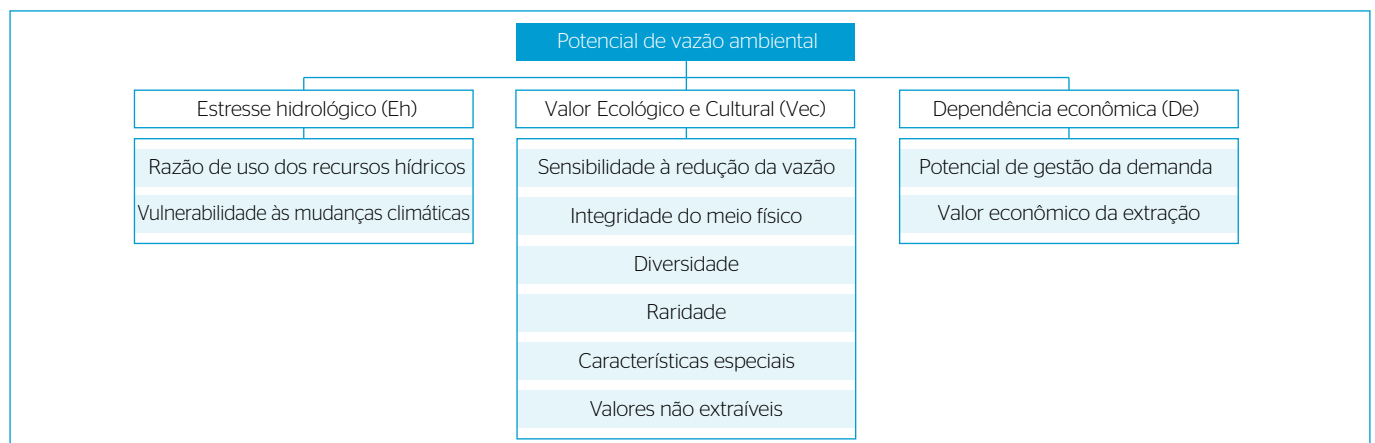 Potencial de vazão ambiental
Estresse hidrológico (Eh)
Razão de uso dos recursos hídricos
Vulnerabilidade às mudanças climáticas
Valor Ecológico e Cultural (Vec)
Sensibilidade à redução da vazão
Integridade do meio físico
Diversidade
Raridade
Características especiais
Valores não extraíveis
Dependência econômica (De)
Potencial de gestão da demanda
Valor econômico da extração